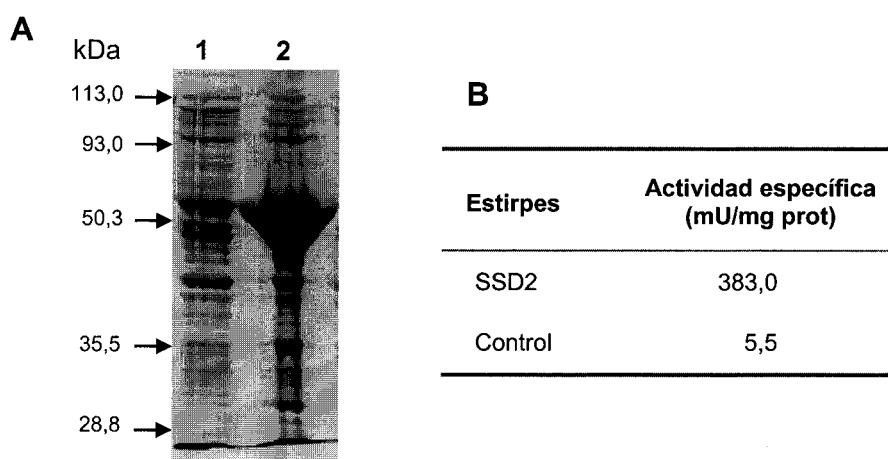 A
kDa
1 2
113,0
93,0
50,3
35,5
28,8
B
Estirpes
Actividad específica
(mU/mg prot)
SSD2 383,0
Control 5,5